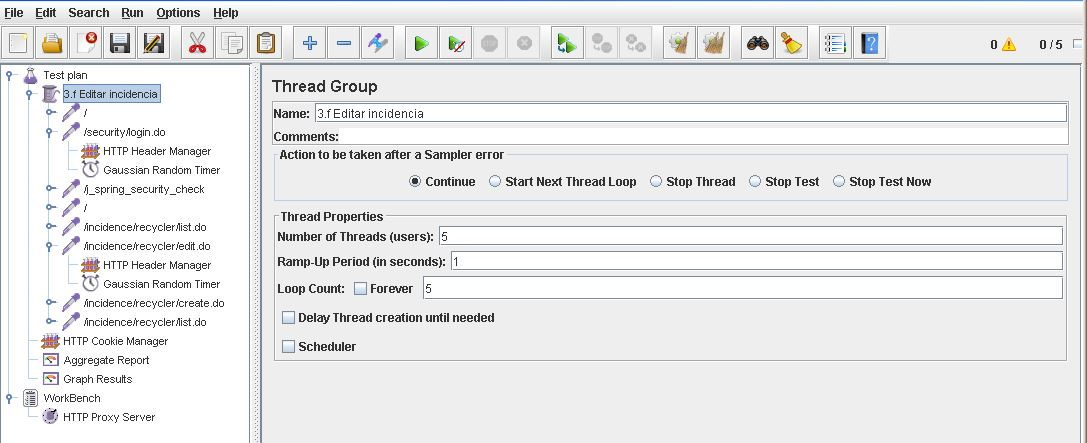 File Edit Search Run Options Help
0 0 / 5
Test plan
3.f Editar incidencia
/
/security/login.do
HTTP Header Manager
Gaussian Random Timer
/j_spring_security_check
/
/incidence/recycler/list.do
/incidence/recycler/edit.do
HTTP Header Manager
Gaussian Random Timer
/incidence/recycler/create.do
/incidence/recycler/list.do
HTTP Cookie Manager
Aggregate Report
Graph Results
WorkBench
HTTP Proxy Server
Thread Group
Name: 3.f Editar incidencia
Comments:
Action to be taken after a Sampler error
Continue Start Next Thread Loop Stop Thread Stop Test Stop Test Now
Thread Properties
Number of Threads (users): 5
Ramp-Up Period (in seconds): 1
Loop Count: Forever 5
Delay Thread creation until needed
Scheduler